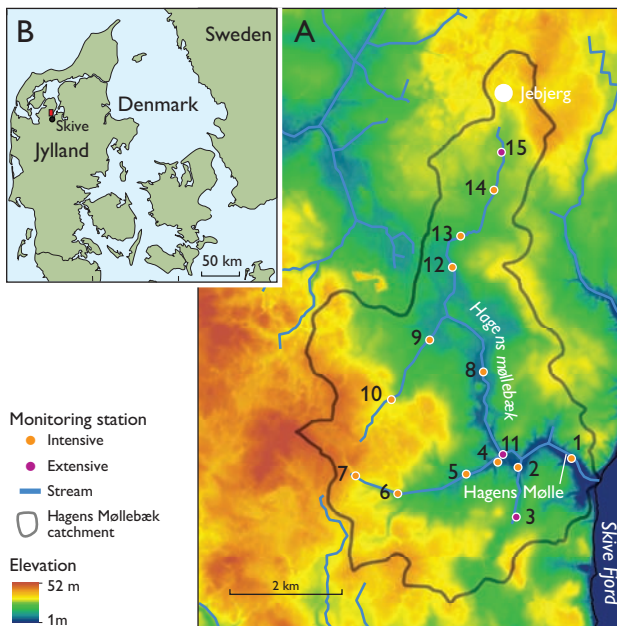 B
Sweden
Denmark
Skive
Jylland
50 km
A
Jebjerg
15
14
13
12
Hagens møllebæk
9
8
10
11
4
1
7
5
2
6
Hagens Mølle
3
Skive Fjord
2 km
Monitoring station
Intensive
Extensive
Stream
Hagens Møllebæk
catchment
Elevation
52 m
1m